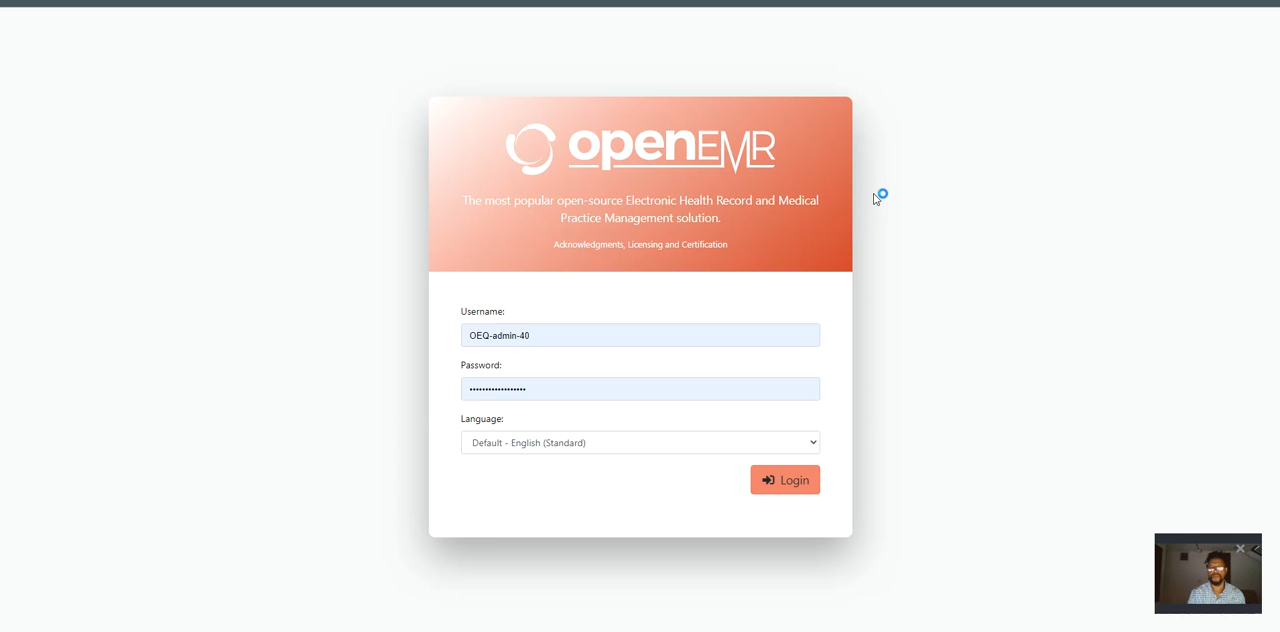 openEMR
The most popular open-source Electronic Health Record and Medical
Practice Management solution.
Acknowledgments, Licensing and Certification
Username:
OEQ-admin-40
Password:
•••••••••••••••••
Language:
Default - English (Standard)
Login